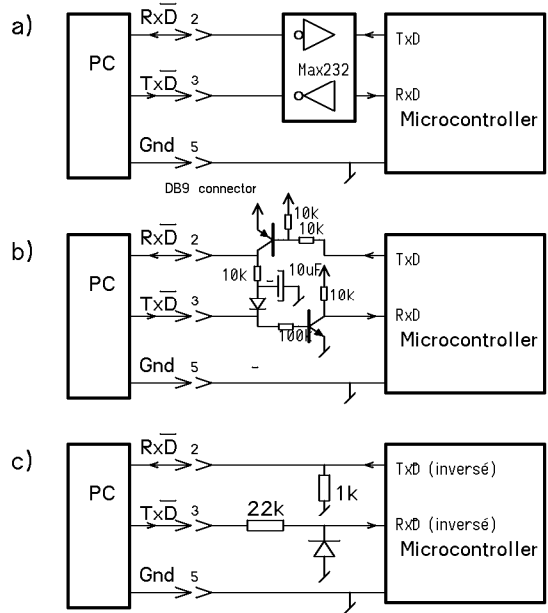 a)
RxD 2
PC
TxD 3
Gnd 5
Max232
TxD
RxD
Microcontroller
DB9 connector
b)
RxD 2
PC
TxD 3
Gnd 5
10k
10k
10k
10uF
10k
100k
TxD
RxD
Microcontroller
c)
RxD 2
PC
TxD 3
Gnd 5
1k
22k
TxD (inversé)
RxD (inversé)
Microcontroller